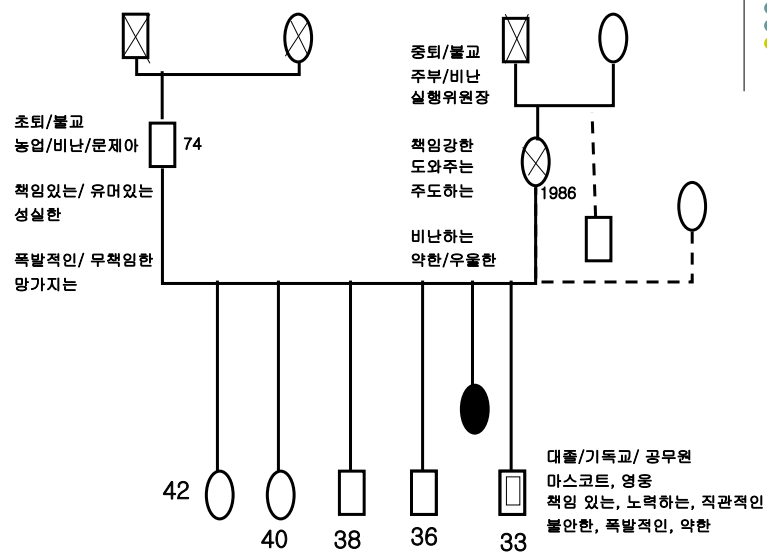 중퇴/불교
주부/비난
실행위원장
초퇴/불교
농업/비난/문제아
74
책임강한
도와주는
주도하는
책임있는/ 유머있는
성실한
1986
비난하는
약한/우울한
폭발적인/ 무책임한
망가지는
42
40
38
36
33
대졸/기독교/ 공무원
마스코트, 영웅
책임 있는, 노력하는, 직관적인
불안한, 폭발적인, 약한